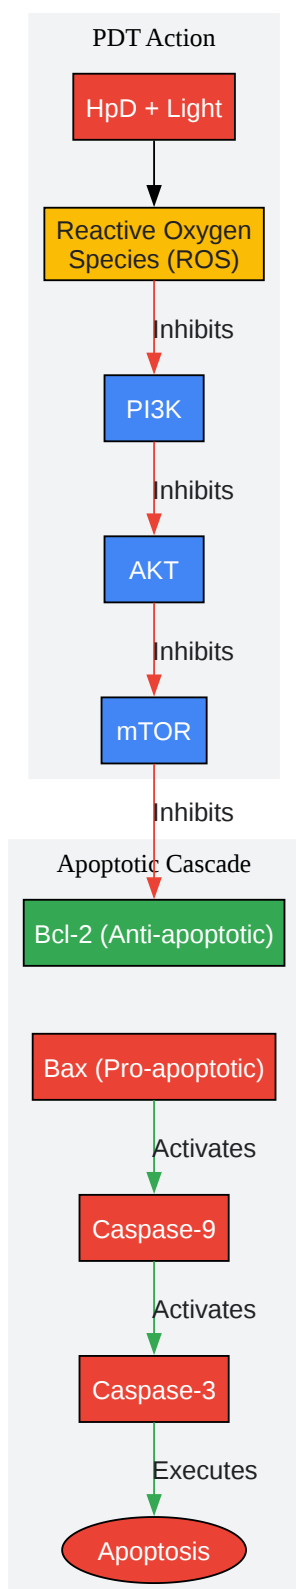 PDT Action
HpD + Light
Reactive Oxygen
Species (ROS)
Inhibits
PI3K
Inhibits
AKT
Inhibits
mTOR
Inhibits
Apoptotic Cascade
Bcl-2 (Anti-apoptotic)
Bax (Pro-apoptotic)
Activates
Caspase-9
Activates
Caspase-3
Executes
Apoptosis